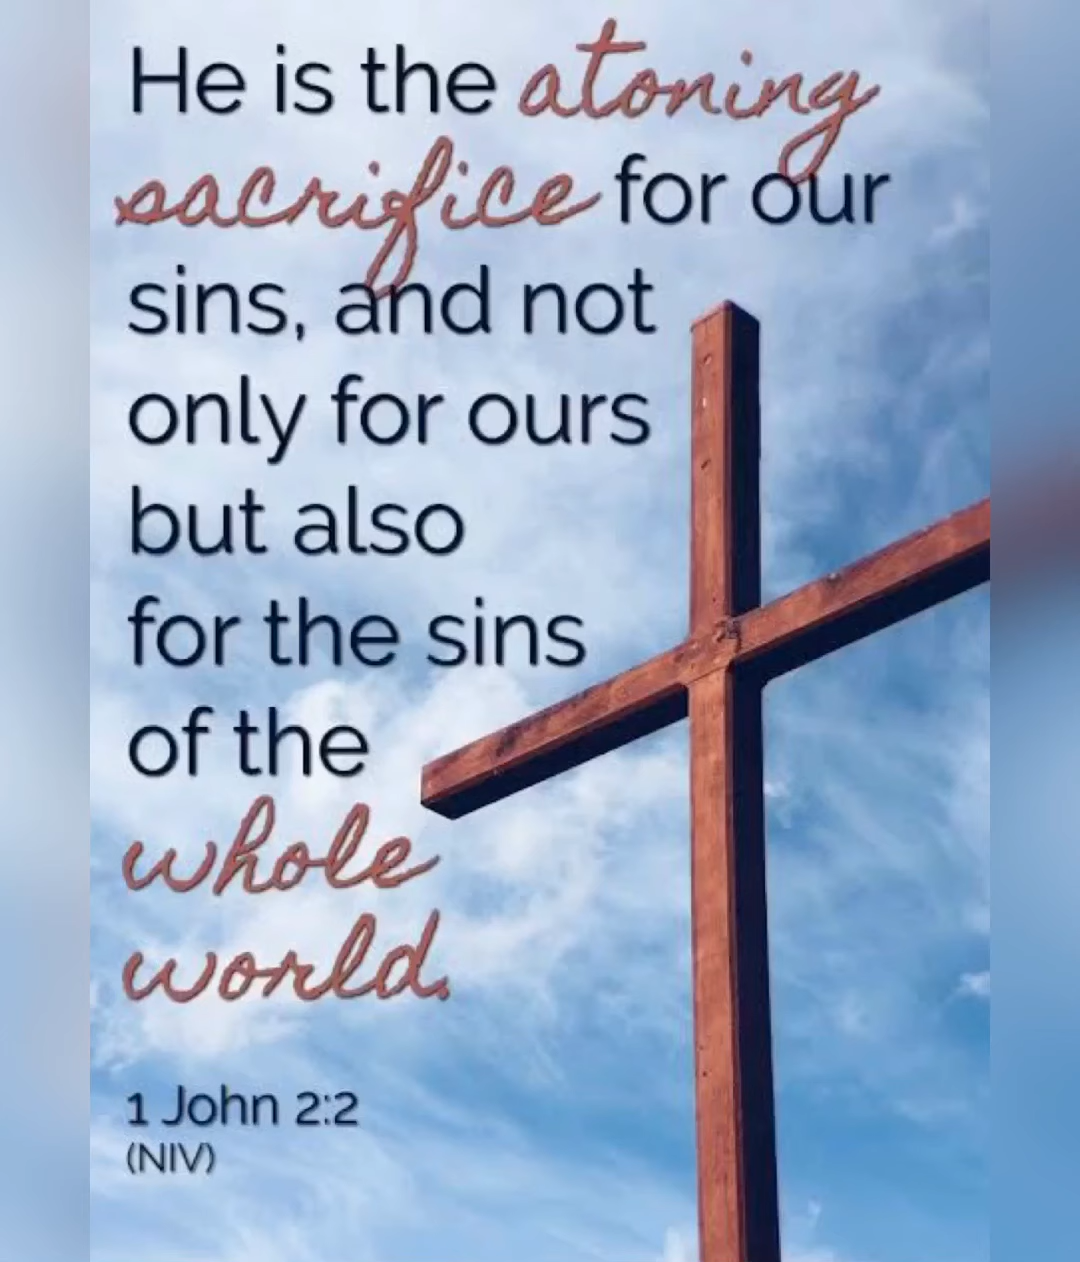 He is the atoning
sacrifice for our
sins, and not
only for ours
but also
for the sins
of the
whole
world.
1 John 2:2
(NIV)